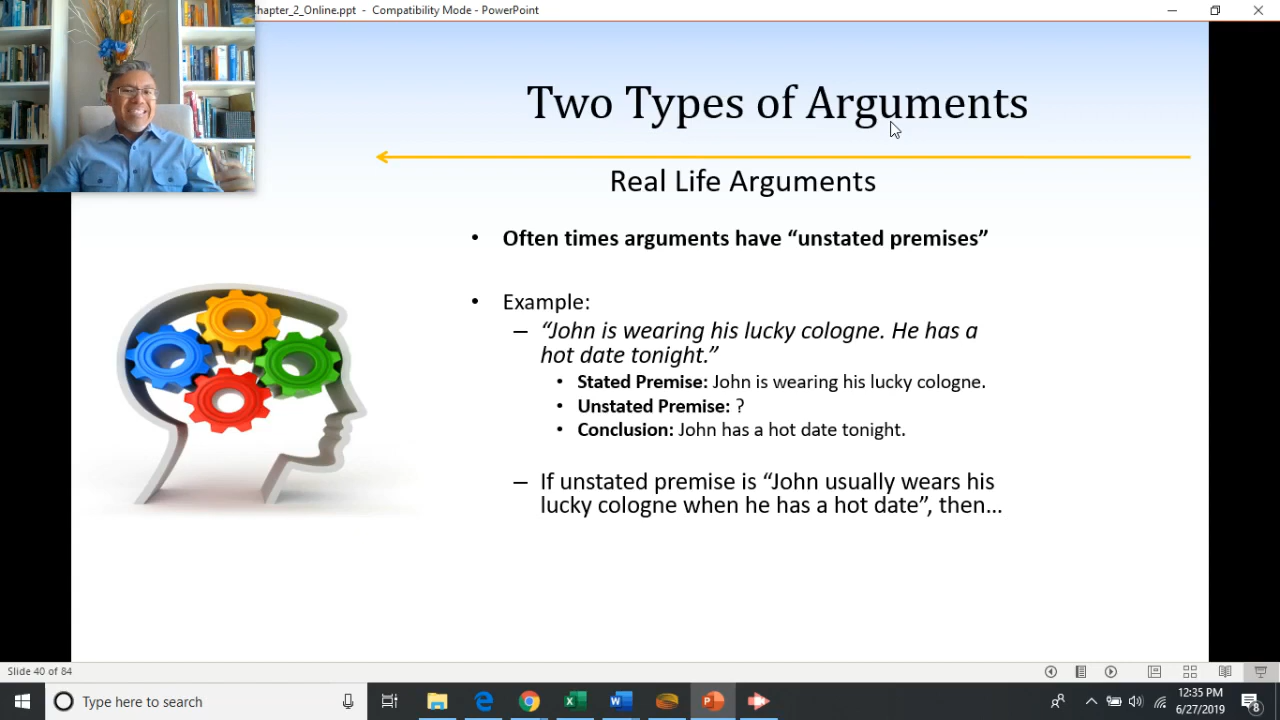 hapter_2_Online.ppt - Compatibility Mode - PowerPoint
Two Types of Arguments
Real Life Arguments
• Often times arguments have “unstated premises”
• Example:
– “John is wearing his lucky cologne. He has a
hot date tonight.”
• Stated Premise: John is wearing his lucky cologne.
• Unstated Premise: ?
• Conclusion: John has a hot date tonight.
– If unstated premise is “John usually wears his
lucky cologne when he has a hot date”, then…
Slide 40 of 84
Type here to search
12:35 PM
6/27/2019
8